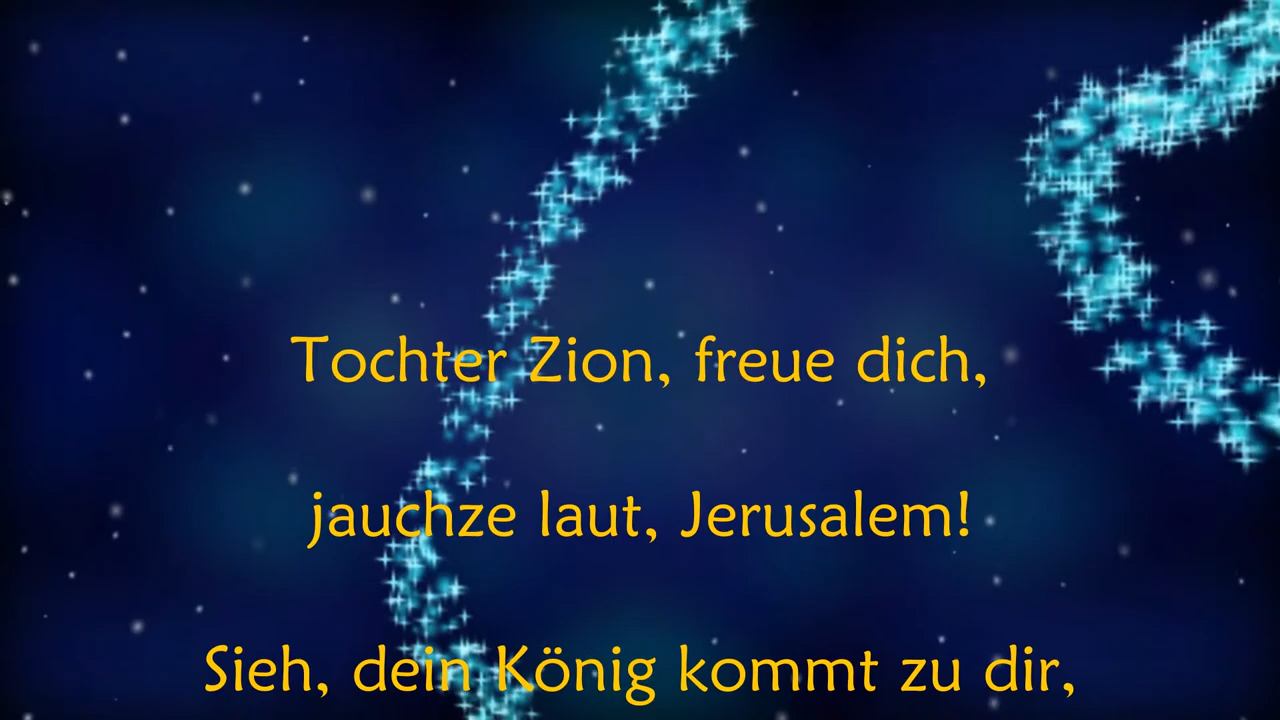 Tochter Zion, freue dich,
jauchze laut, Jerusalem!
Sieh, dein König kommt zu dir,